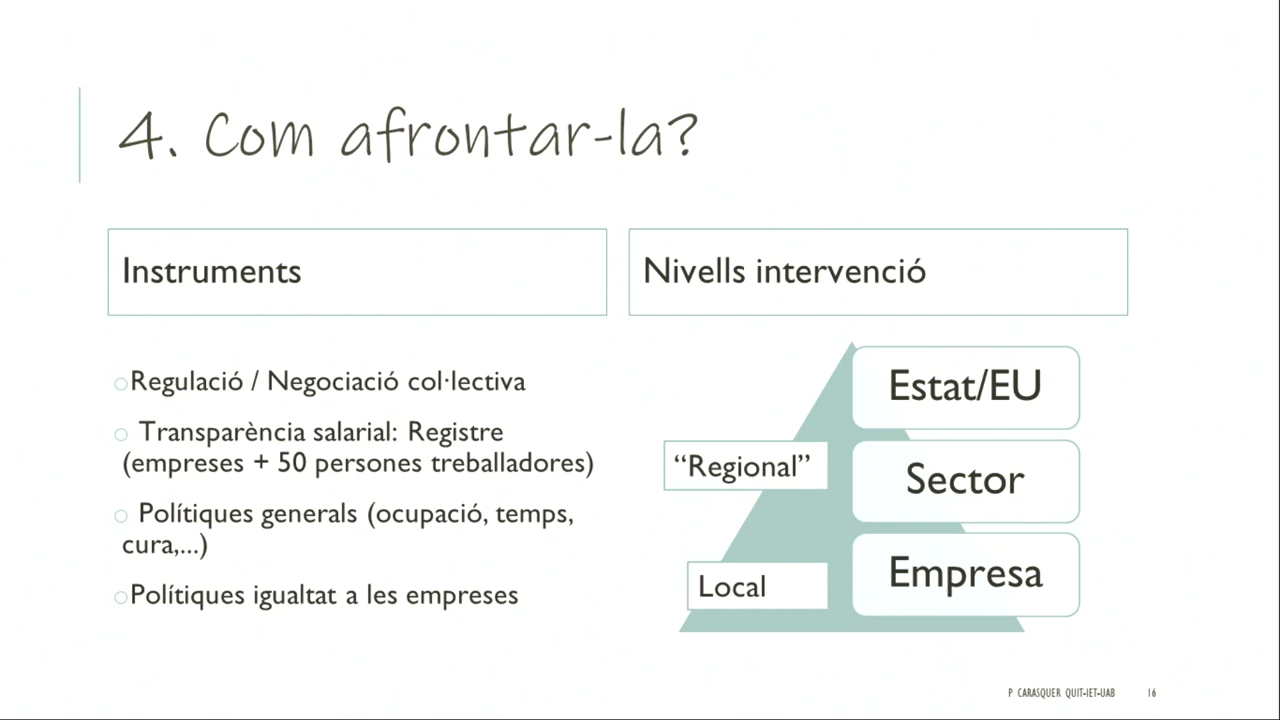 4. Com afrontar-la?
Instruments
Regulació / Negociació col·lectiva
Transparència salarial: Registre
(empreses + 50 persones treballadores)
Polítiques generals (ocupació, temps,
cura,...)
Polítiques igualtat a les empreses
Nivells intervenció
Estat/EU
"Regional"
Sector
Empresa
Local
P CARASQUER QUIT-IET-UAB
16